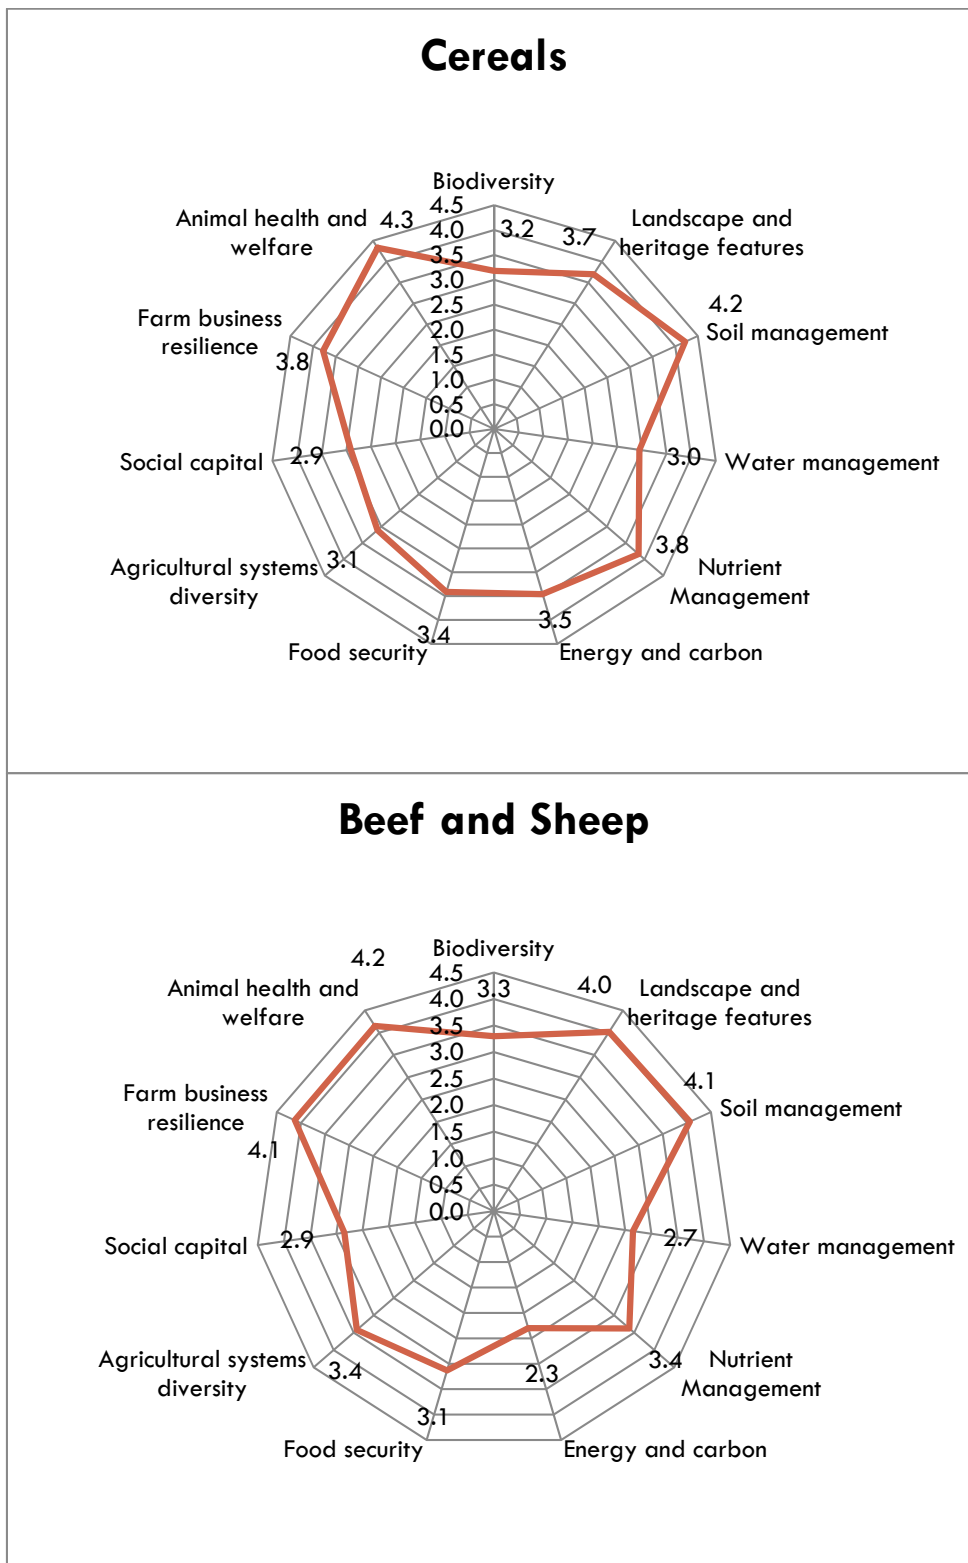 Cereals
Biodiversity
4.5
4.0
3.5
3.0
2.5
2.0
1.5
1.0
0.5
0.0
3.2
3.7
Landscape and
heritage features
4.2
Soil management
3.0
Water management
3.8
Nutrient
Management
3.5
Energy and carbon
3.4
Food security
3.1
Agricultural systems
diversity
2.9
Social capital
3.8
Farm business
resilience
4.3
Animal health and
welfare
Beef and Sheep
Biodiversity
4.5
4.0
3.5
3.0
2.5
2.0
1.5
1.0
0.5
0.0
3.3
4.0
Landscape and
heritage features
4.1
Soil management
2.7
Water management
3.4
Nutrient
Management
2.3
Energy and carbon
3.1
Food security
3.4
Agricultural systems
diversity
2.9
Social capital
4.1
Farm business
resilience
4.2
Animal health and
welfare